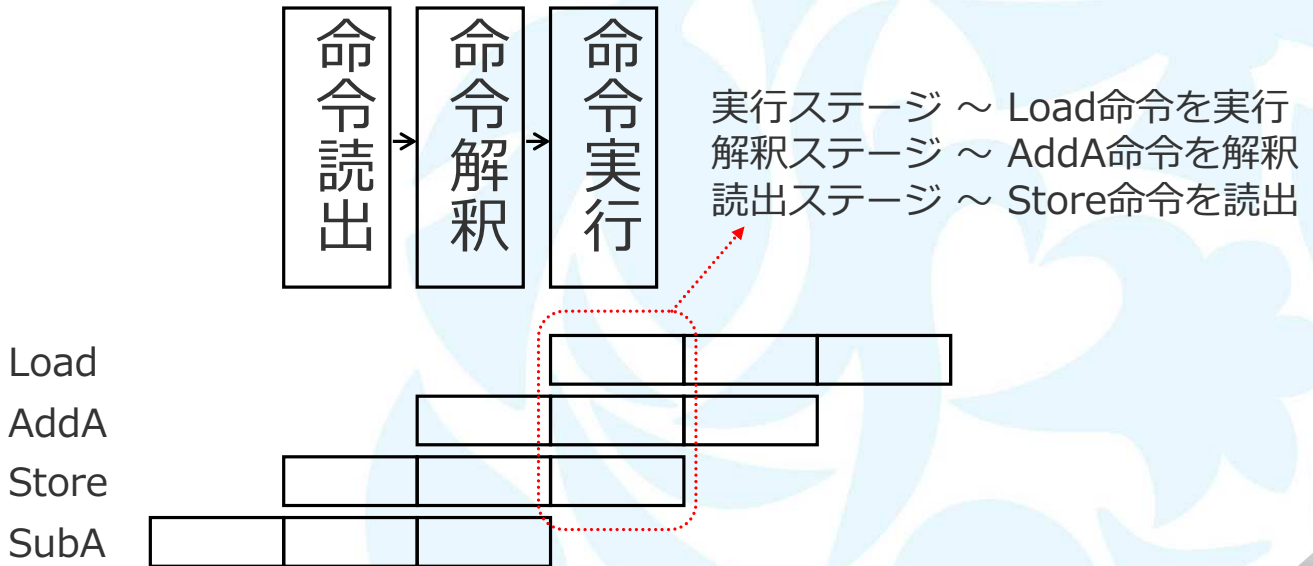 命令読出
命令解釈
命令実行
実行ステージ ～ Load命令を実行
解釈ステージ ～ AddA命令を解釈
読出ステージ ～ Store命令を読出
Load
AddA
Store
SubA